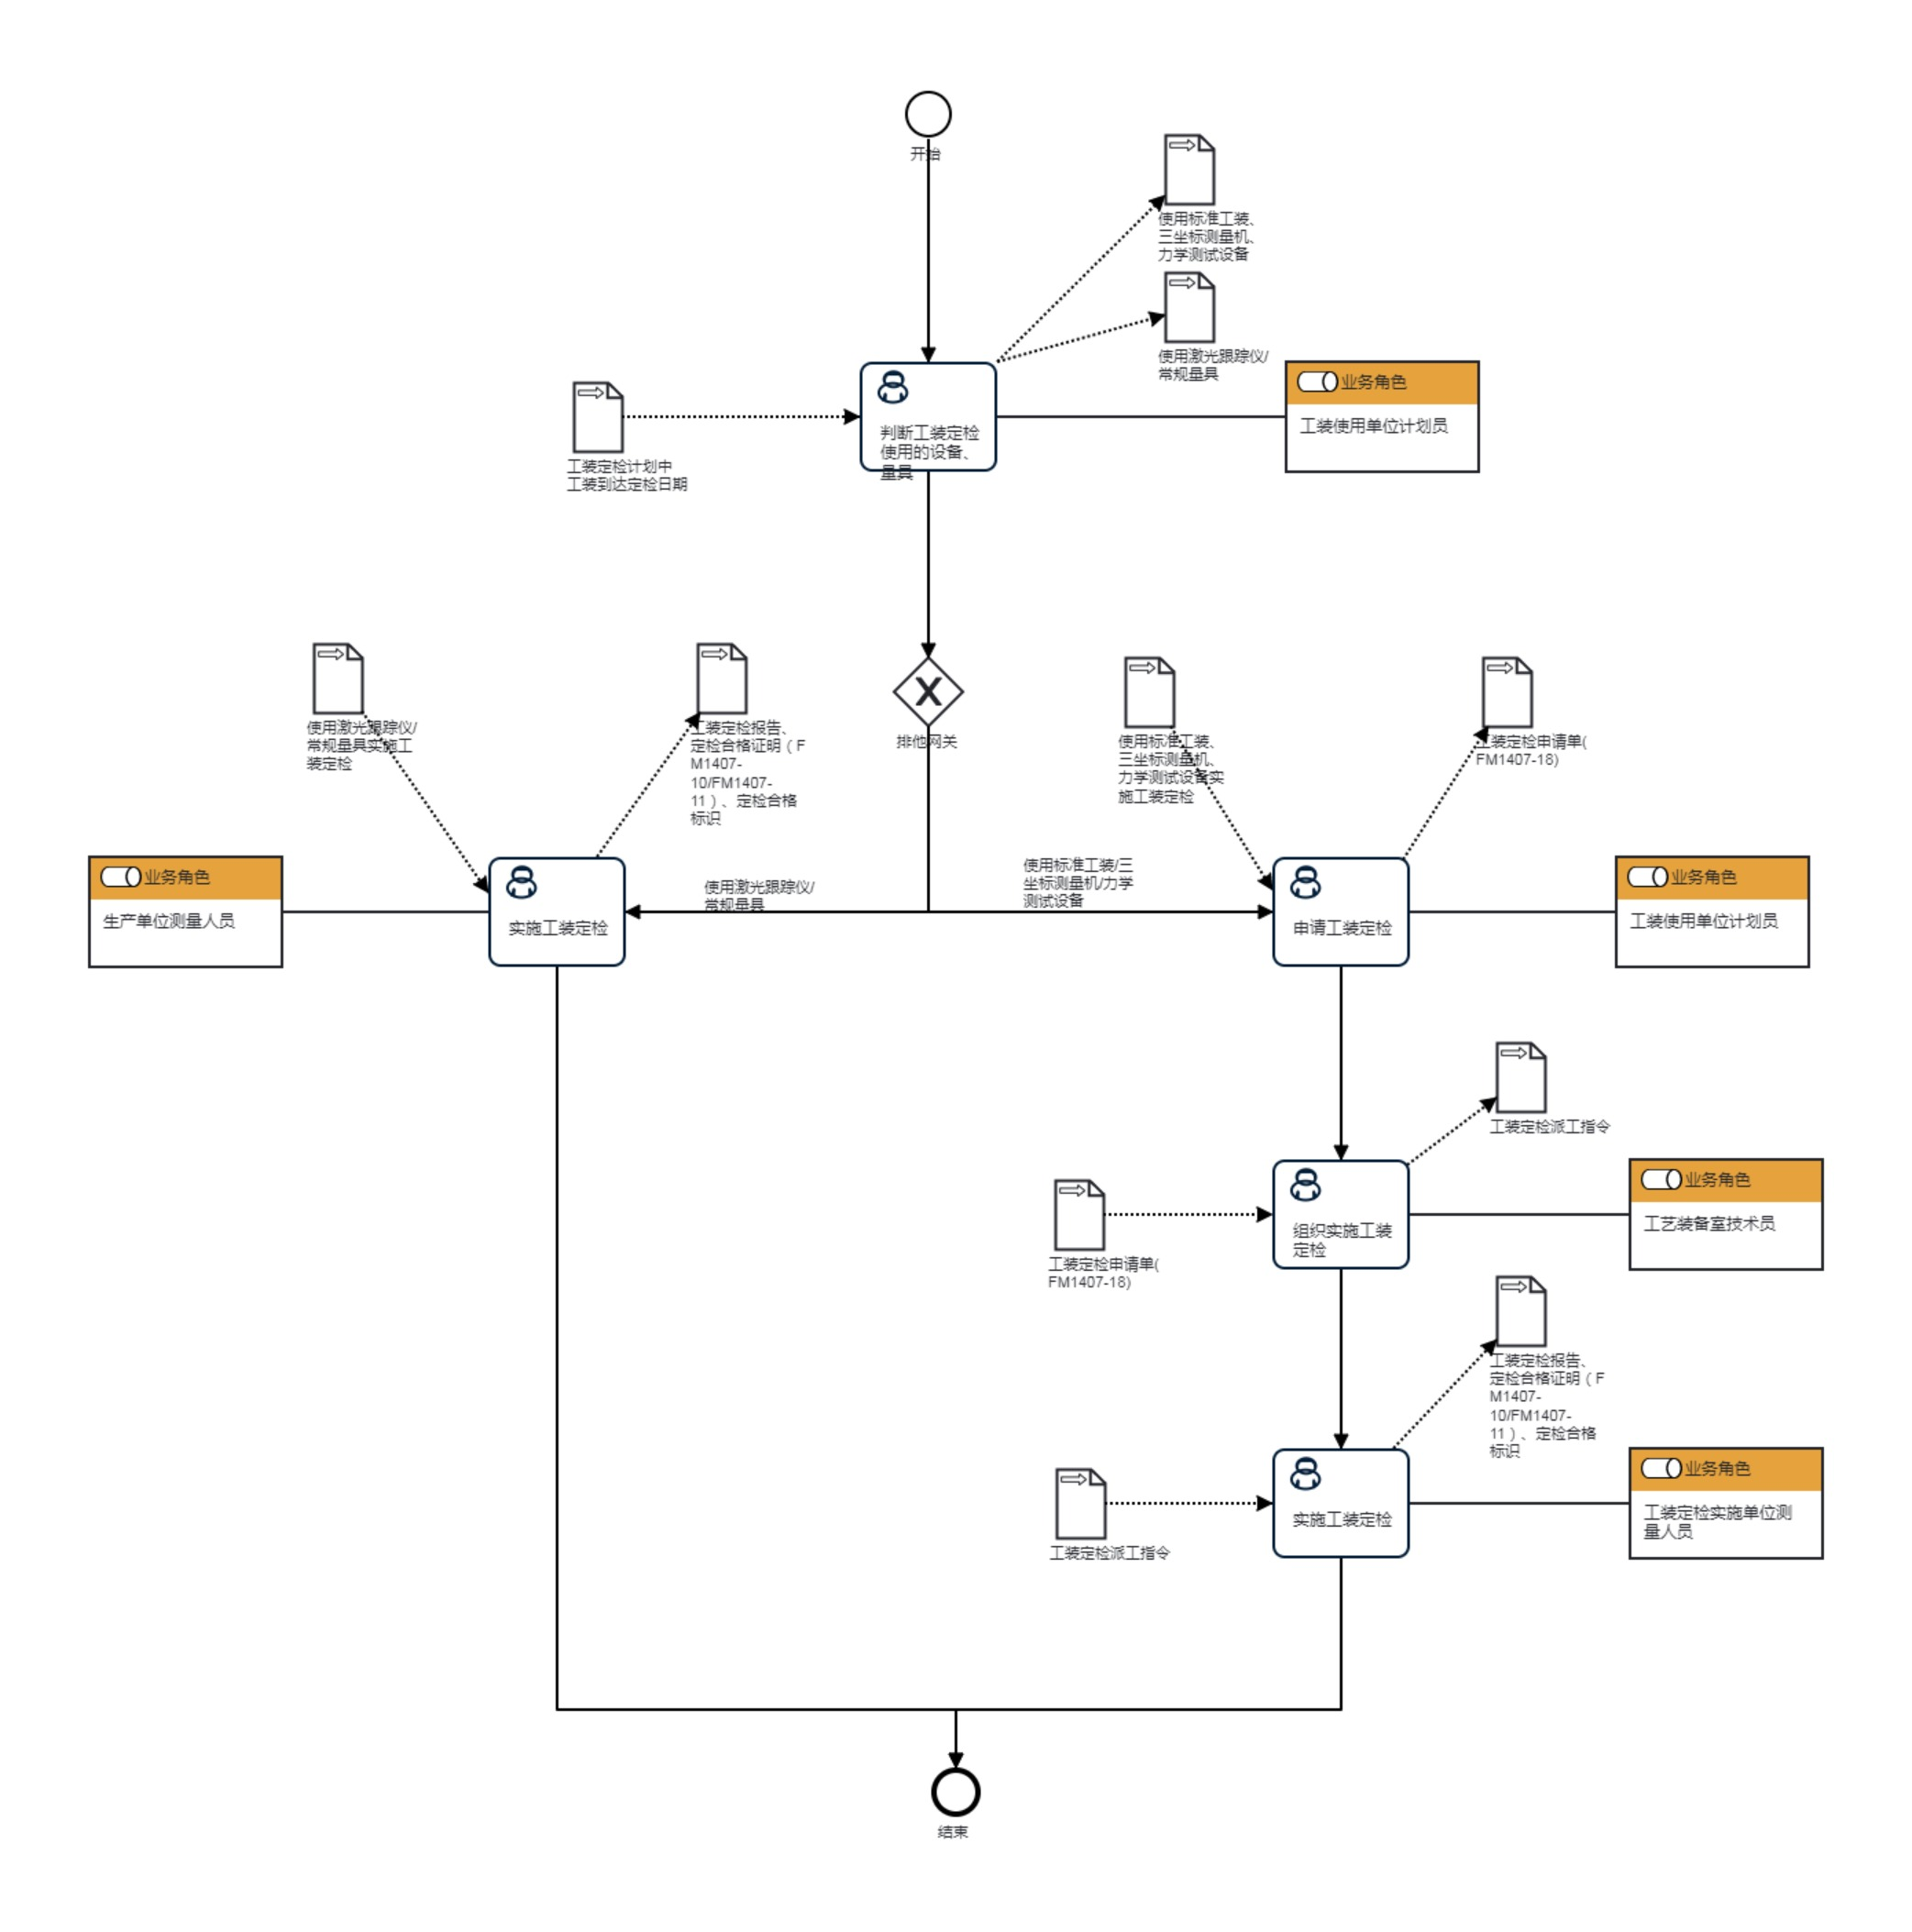 开始
使用标准工装、
三坐标测量机、
力学测试设备
使用激光跟踪仪/
常规量具
业务角色
工装使用单位计划员
判断工装定检
使用的设备、
量具
工装定检计划中
工装到达定检日期
排他网关
使用激光跟踪仪/
常规量具实施工
装定检
工装定检报告、
定检合格证明（F
M1407-
10/FM1407-
11）、定检合格
标识
使用标准工装、
三坐标测量机、
力学测试设备实
施工装定检
工装定检申请单(
FM1407-18)
业务角色
生产单位测量人员
实施工装定检
使用激光跟踪仪/
常规量具
使用标准工装/三
坐标测量机/力学
测试设备
申请工装定检
业务角色
工装使用单位计划员
工装定检派工指令
工装定检申请单(
FM1407-18)
组织实施工装
定检
业务角色
工艺装备室技术员
工装定检报告、
定检合格证明（F
M1407-
10/FM1407-
11）、定检合格
标识
工装定检派工指令
实施工装定检
业务角色
工装定检实施单位测
量人员
结束